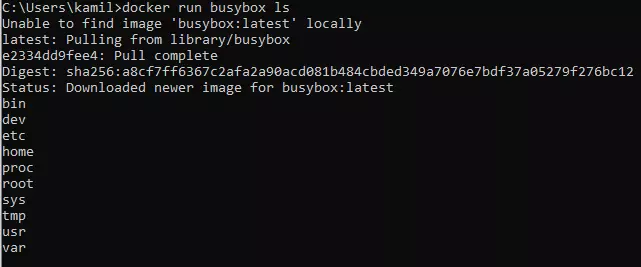 C:\Users\kamil>docker run busybox ls
Unable to find image 'busybox:latest' locally
latest: Pulling from library/busybox
e2334dd9fee4: Pull complete
Digest: sha256:a8cf7ff6367c2afa2a90acd081b484cbded349a7076e7bdf37a05279f276bc12
Status: Downloaded newer image for busybox:latest
bin
dev
etc
home
proc
root
sys
tmp
usr
var